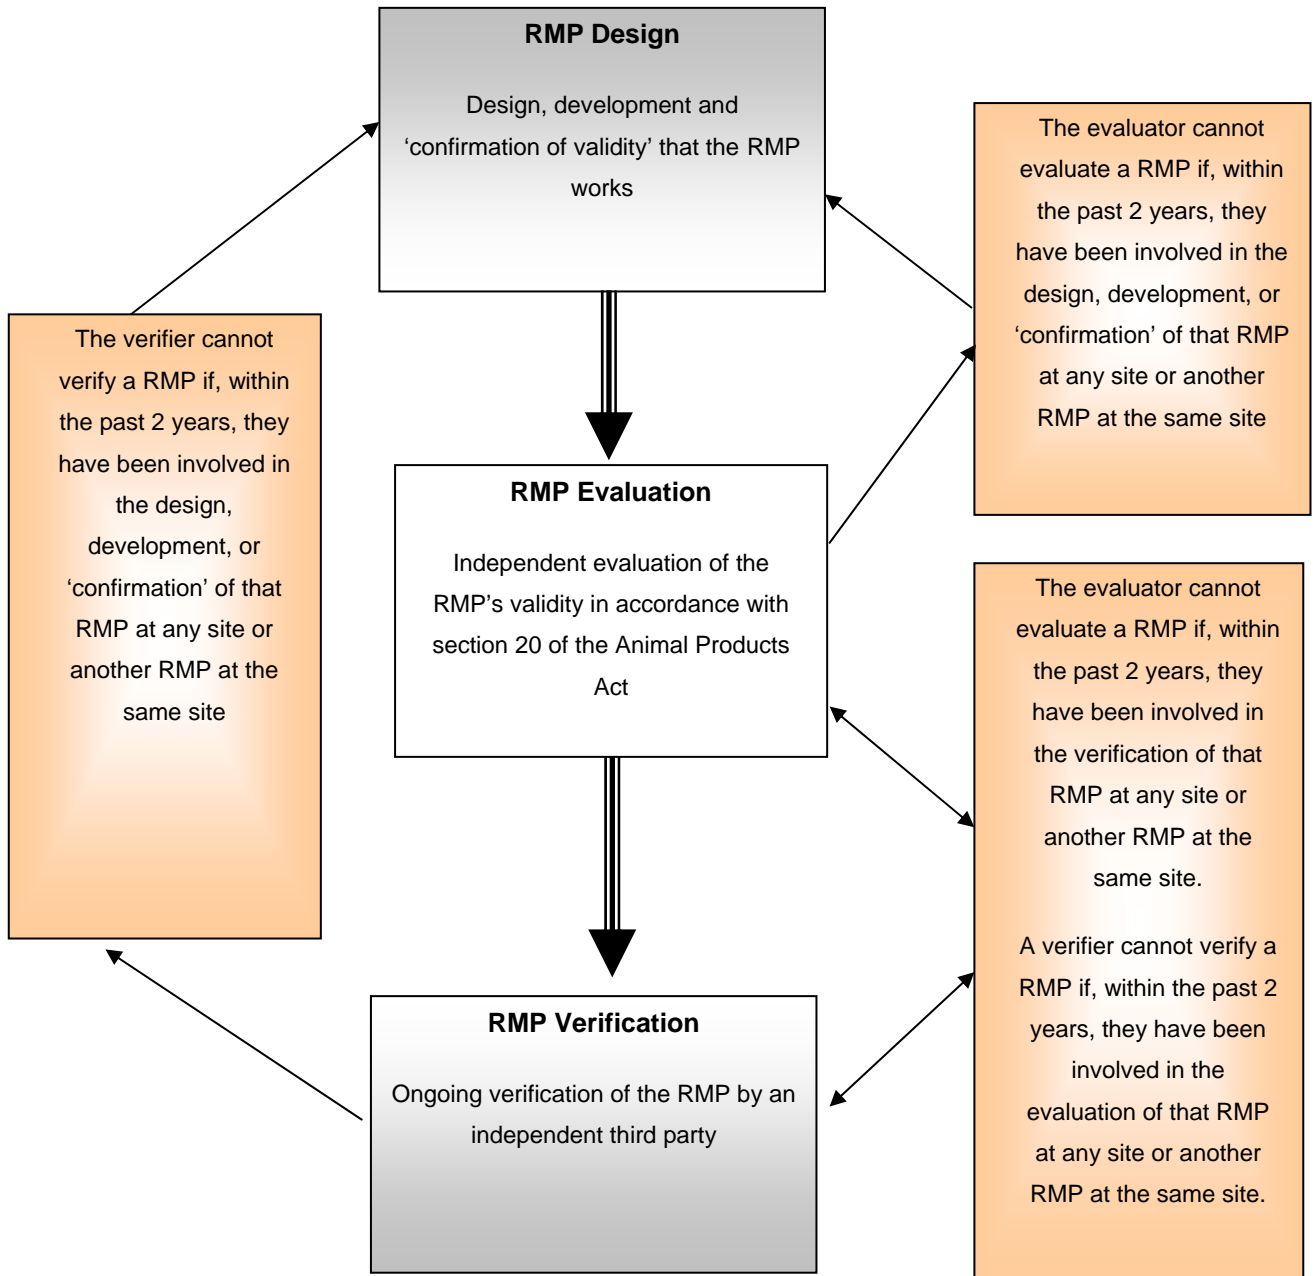 RMP Design
Design, development and
‘confirmation of validity’ that the RMP
works
The evaluator cannot
evaluate a RMP if, within
the past 2 years, they
have been involved in the
design, development, or
‘confirmation’ of that RMP
at any site or another
RMP at the same site
The verifier cannot
verify a RMP if, within
the past 2 years, they
have been involved in
the design,
development, or
‘confirmation’ of that
RMP at any site or
another RMP at the
same site
RMP Evaluation
Independent evaluation of the
RMP’s validity in accordance with
section 20 of the Animal Products
Act
The evaluator cannot
evaluate a RMP if, within
the past 2 years, they
have been involved in
the verification of that
RMP at any site or
another RMP at the
same site.
A verifier cannot verify a
RMP if, within the past 2
years, they have been
involved in the
evaluation of that RMP
at any site or another
RMP at the same site.
RMP Verification
Ongoing verification of the RMP by an
independent third party